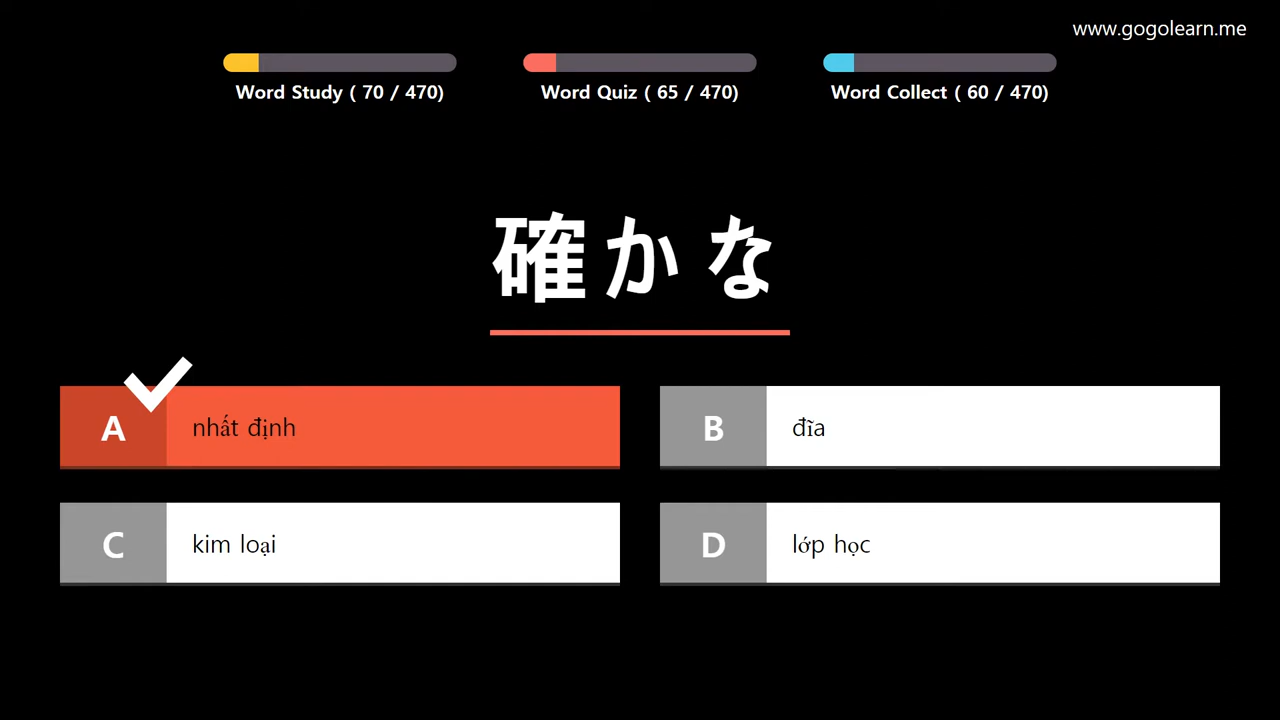 www.gogolearn.me
Word Study ( 70 / 470)
Word Quiz ( 65 / 470)
Word Collect ( 60 / 470)
確かな
A nhất định
B đĩa
C kim loại
D lớp học